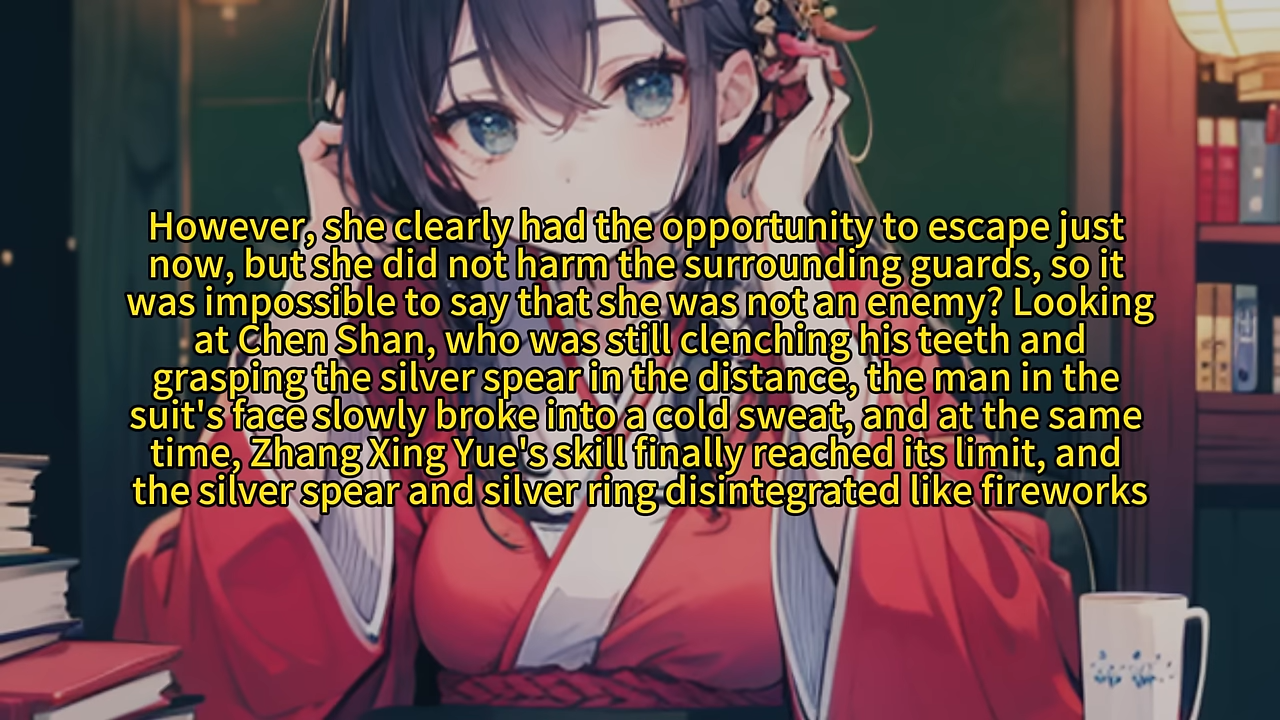 However, she clearly had the opportunity to escape just
now, but she did not harm the surrounding guards, so it
was impossible to say that she was not an enemy? Looking
at Chen Shan, who was still clenching his teeth and
grasping the silver spear in the distance, the man in the
suit's face slowly broke into a cold sweat, and at the same
time, Zhang Xing Yue's skill finally reached its limit, and
the silver spear and silver ring disintegrated like fireworks